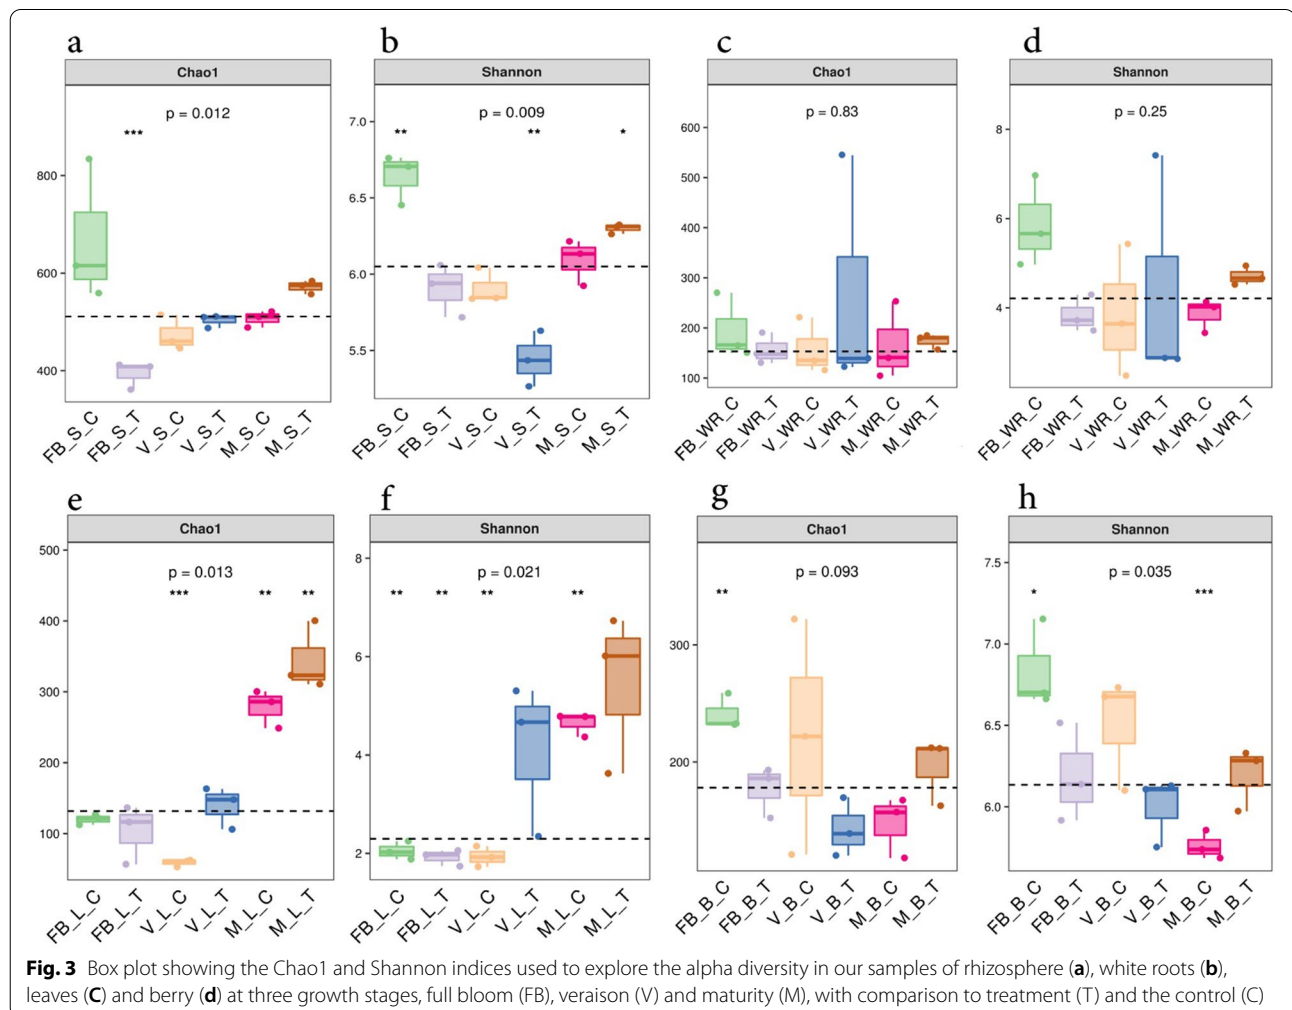 a b c d
Chao1 Shannon Chao1 Shannon
p = 0.012
***
800
600
400
FB_S_C FB_S_T V_S_C V_S_T M_S_C M_S_T
p = 0.009
** ** *
7.0
6.5
6.0
5.5
FB_S_C FB_S_T V_S_C V_S_T M_S_C M_S_T
p = 0.83
600
500
400
300
200
100
FB_WR_C FB_WR_T V_WR_C V_WR_T M_WR_C M_WR_T
p = 0.25
8
6
4
FB_WR_C FB_WR_T V_WR_C V_WR_T M_WR_C M_WR_T
e f g h
Chao1 Shannon Chao1 Shannon
p = 0.013
*** ** **
500
400
300
200
100
FB_L_C FB_L_T V_L_C V_L_T M_L_C M_L_T
p = 0.021
** ** ** **
8
6
4
2
FB_L_C FB_L_T V_L_C V_L_T M_L_C M_L_T
p = 0.093
**
300
200
FB_B_C FB_B_T V_B_C V_B_T M_B_C M_B_T
p = 0.035
* ***
7.5
7.0
6.5
6.0
FB_B_C FB_B_T V_B_C V_B_T M_B_C M_B_T
Fig. 3 Box plot showing the Chao1 and Shannon indices used to explore the alpha diversity in our samples of rhizosphere (a), white roots (b),
leaves (C) and berry (d) at three growth stages, full bloom (FB), veraison (V) and maturity (M), with comparison to treatment (T) and the control (C)